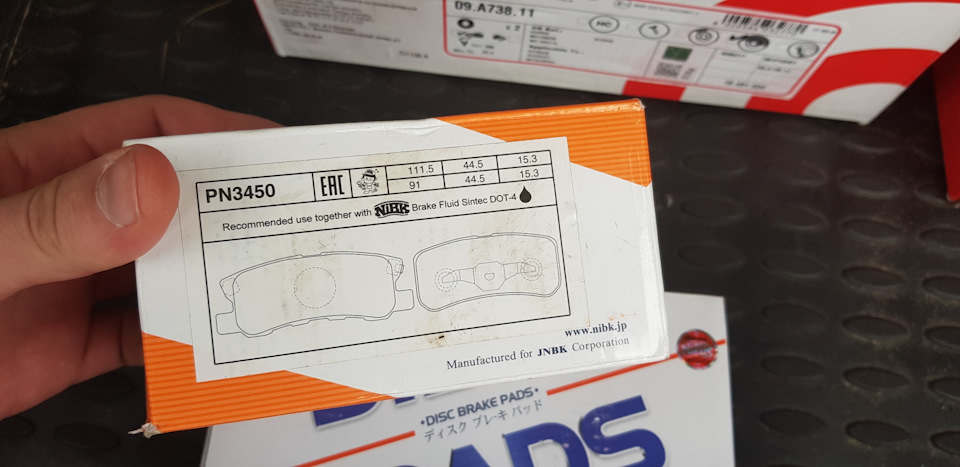 09.A738.11
x 2
PN3450
EAC
111.5 44.5 15.3
91 44.5 15.3
Recommended use together with NiBK Brake Fluid Sintec DOT-4
www.nibk.jp
Manufactured for JNBK Corporation
•DISC BRAKE PADS•
ディスク ブレーキ パッド
PADS